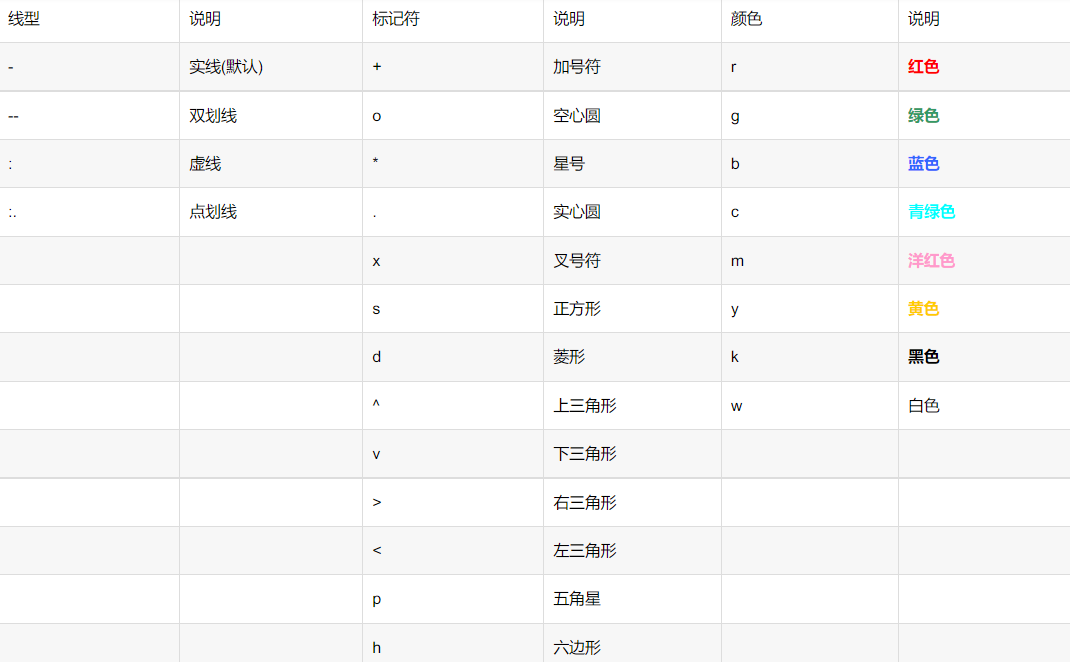 线型 说明 标记符 说明 颜色 说明
- 实线(默认) + 加号符 r 红色
-- 双划线 o 空心圆 g 绿色
: 虚线 * 星号 b 蓝色
:. 点划线 . 实心圆 c 青绿色
x 叉号符 m 洋红色
s 正方形 y 黄色
d 菱形 k 黑色
^ 上三角形 w 白色
v 下三角形
> 右三角形
< 左三角形
p 五角星
h 六边形